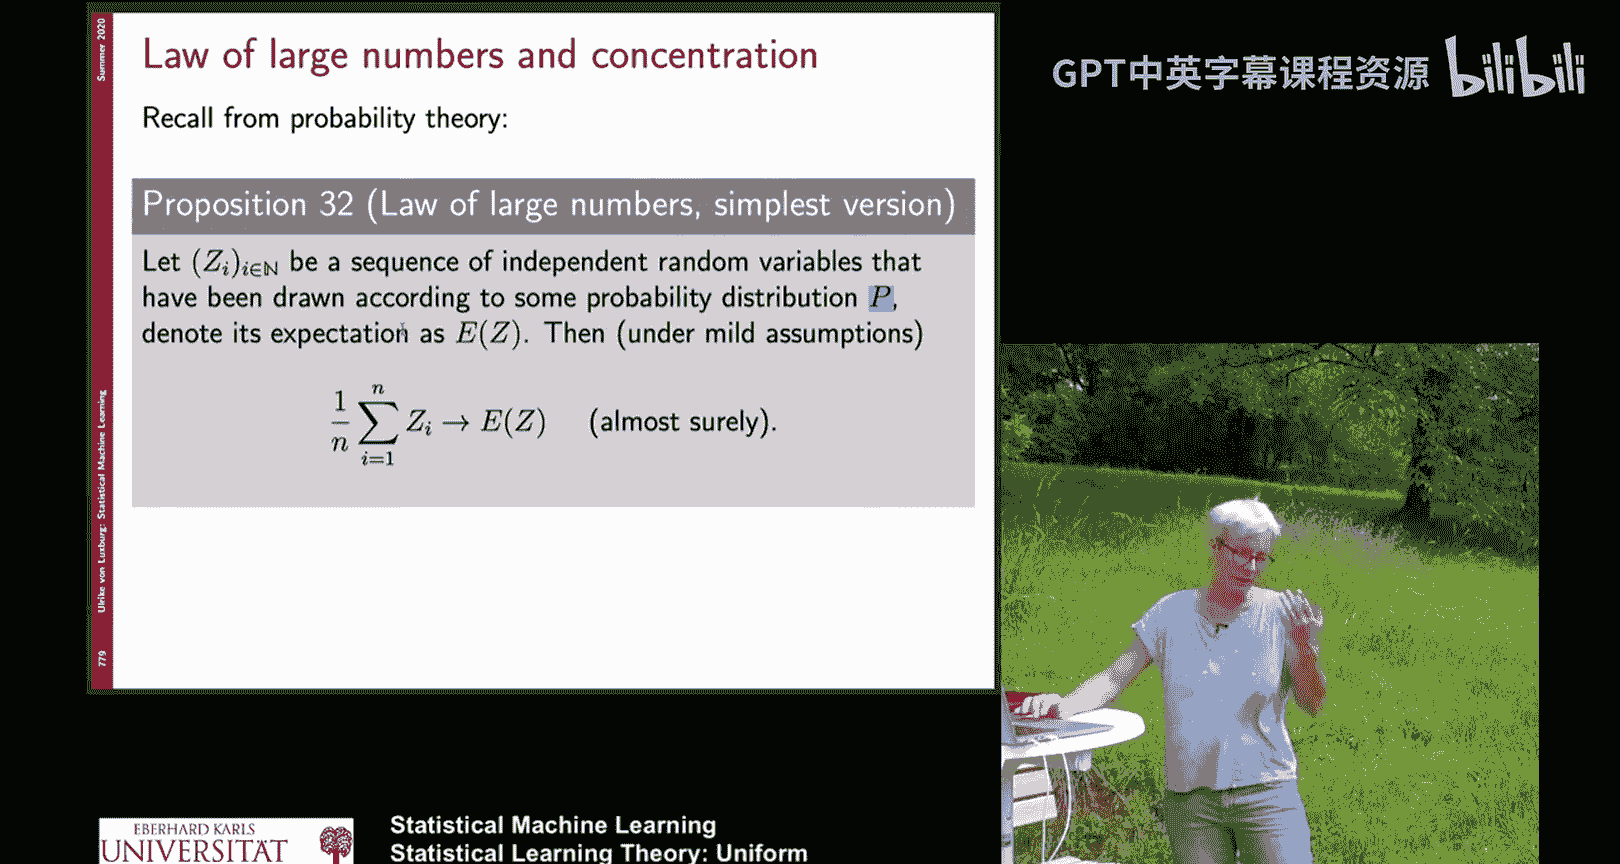 Law of large numbers and concentration
Recall from probability theory:
Proposition 32 (Law of large numbers, simplest version)
Let (Z_i)_{i∈ℕ} be a sequence of independent random variables that
have been drawn according to some probability distribution P,
denote its expectation as E(Z). Then (under mild assumptions)
1/n ∑_{i=1}^{n} Z_i → E(Z) (almost surely).
Summer 2020
Ulrike von Luxburg: Statistical Machine Learning
779
GPT中英字幕课程资源 bilibili
EBERHARD KARLS
UNIVERSITÄT
Statistical Machine Learning
Statistical Learning Theory: Uniform